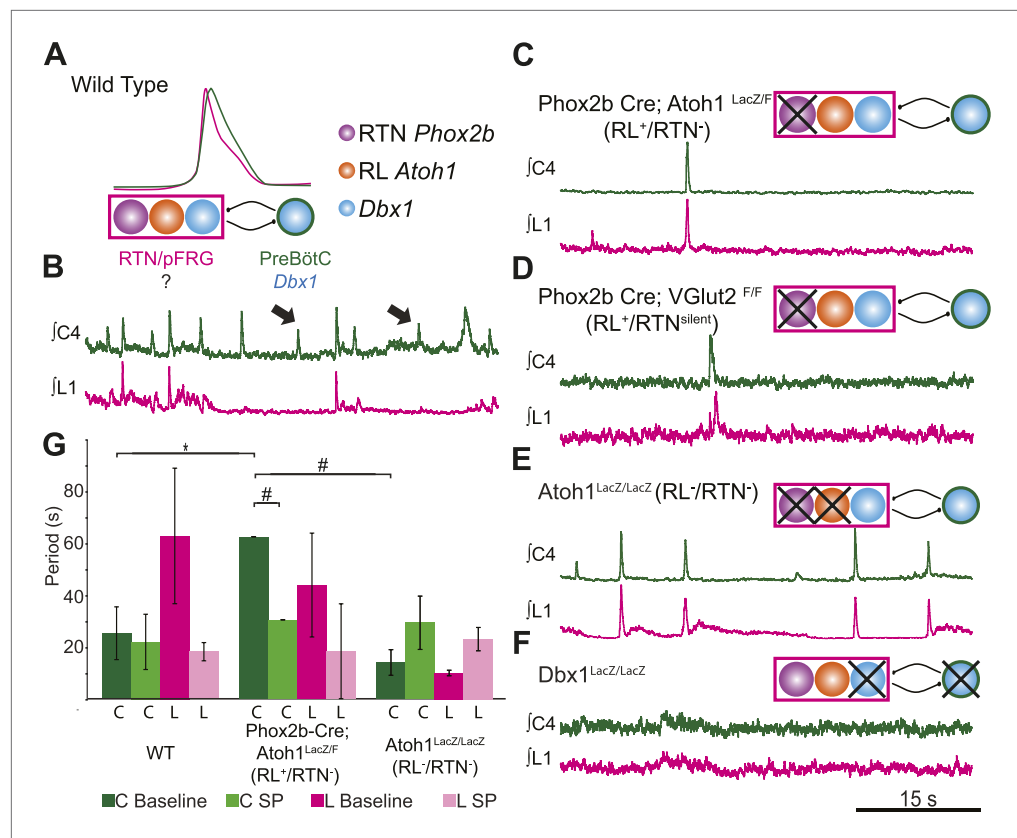 A
Wild Type
RTN Phox2b
RL Atoh1
Dbx1
RTN/pFRG
?
PreBötC
Dbx1
B
∫C4
∫L1
C
Phox2b Cre; Atoh1 LacZ/F
(RL+/RTN-)
∫C4
∫L1
D
Phox2b Cre; VGlut2 F/F
(RL+/RTNsilent)
∫C4
∫L1
E
Atoh1LacZ/LacZ (RL-/RTN-)
∫C4
∫L1
F
Dbx1LacZ/LacZ
∫C4
∫L1
15 s
G
* # #
Period (s)
80
60
40
20
C C L L C C L L C C L L
WT
Phox2b-Cre;
Atoh1LacZ/F
(RL+/RTN-)
Atoh1LacZ/LacZ
(RL-/RTN-)
C Baseline C SP L Baseline L SP